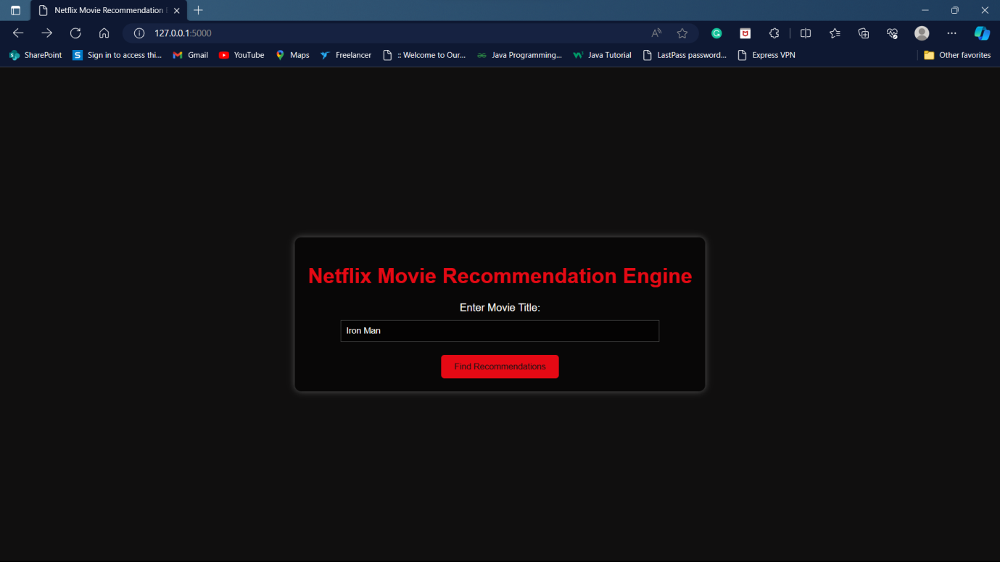 Netflix Movie Recommendation
127.0.0.1:5000
SharePoint
Sign in to access thi...
Gmail
YouTube
Maps
Freelancer
:: Welcome to Our...
Java Programming...
Java Tutorial
LastPass password...
Express VPN
Other favorites
Netflix Movie Recommendation Engine
Enter Movie Title:
Iron Man
Find Recommendations